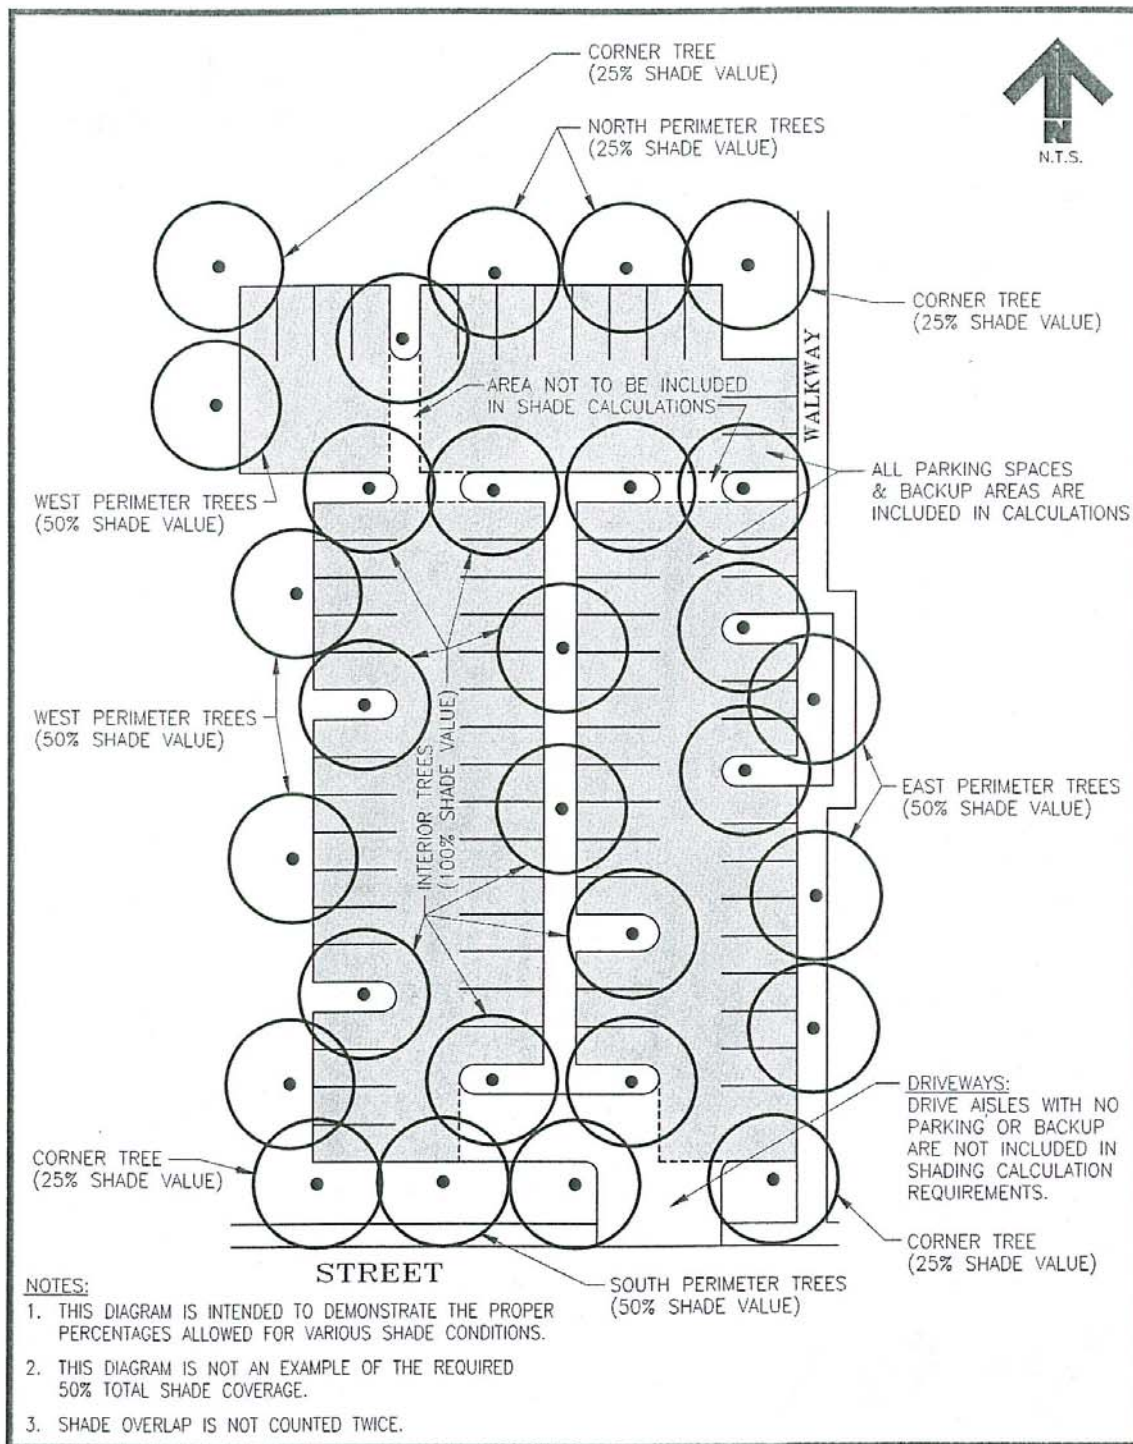 CORNER TREE
(25% SHADE VALUE)
NORTH PERIMETER TREES
(25% SHADE VALUE)
N
N.T.S.
CORNER TREE
(25% SHADE VALUE)
WALKWAY
AREA NOT TO BE INCLUDED
IN SHADE CALCULATIONS
ALL PARKING SPACES
& BACKUP AREAS ARE
INCLUDED IN CALCULATIONS
WEST PERIMETER TREES
(50% SHADE VALUE)
WEST PERIMETER TREES
(50% SHADE VALUE)
INTERIOR TREES
(100% SHADE VALUE)
EAST PERIMETER TREES
(50% SHADE VALUE)
DRIVEWAYS:
DRIVE AISLES WITH NO
PARKING OR BACKUP
ARE NOT INCLUDED IN
SHADING CALCULATION
REQUIREMENTS.
CORNER TREE
(25% SHADE VALUE)
CORNER TREE
(25% SHADE VALUE)
STREET
SOUTH PERIMETER TREES
(50% SHADE VALUE)
NOTES:
1. THIS DIAGRAM IS INTENDED TO DEMONSTRATE THE PROPER
PERCENTAGES ALLOWED FOR VARIOUS SHADE CONDITIONS.
2. THIS DIAGRAM IS NOT AN EXAMPLE OF THE REQUIRED
50% TOTAL SHADE COVERAGE.
3. SHADE OVERLAP IS NOT COUNTED TWICE.